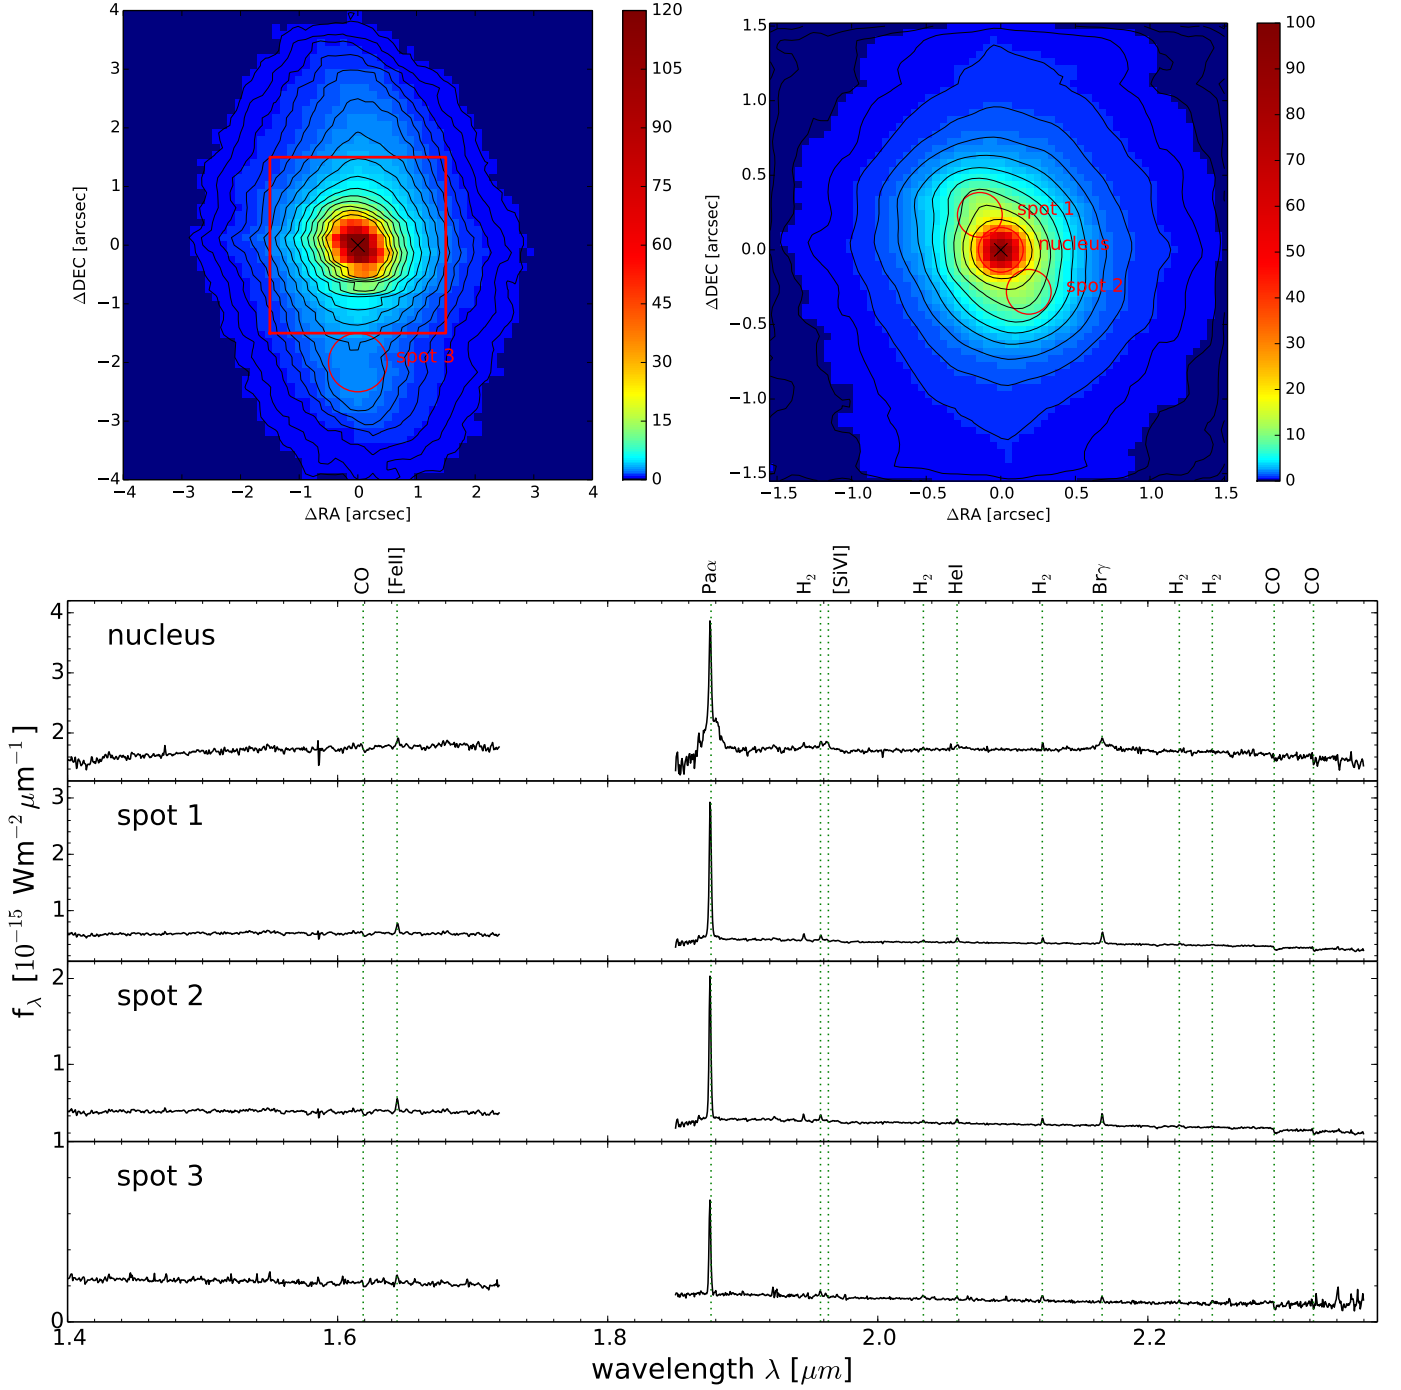 4
3
2
1
0
−1
−2
−3
−4
ΔDEC [arcsec]
−4 −3 −2 −1 0 1 2 3 4
ΔRA [arcsec]
spot 3
120
105
90
75
60
45
30
15
0
1.5
1.0
0.5
0.0
−0.5
−1.0
−1.5
ΔDEC [arcsec]
−1.5 −1.0 −0.5 0.0 0.5 1.0 1.5
ΔRA [arcsec]
spot 1
nucleus
spot 2
100
90
80
70
60
50
40
30
20
10
0
CO [FeII] Paα H₂ [SiVI] H₂ HeI H₂ Brγ H₂ H₂ CO CO
nucleus
4
3
2
spot 1
3
2
1
spot 2
2
1
1
spot 3
1
0
f_λ [10⁻¹⁵ Wm⁻² μm⁻¹]
1.4 1.6 1.8 2.0 2.2
wavelength λ [μm]